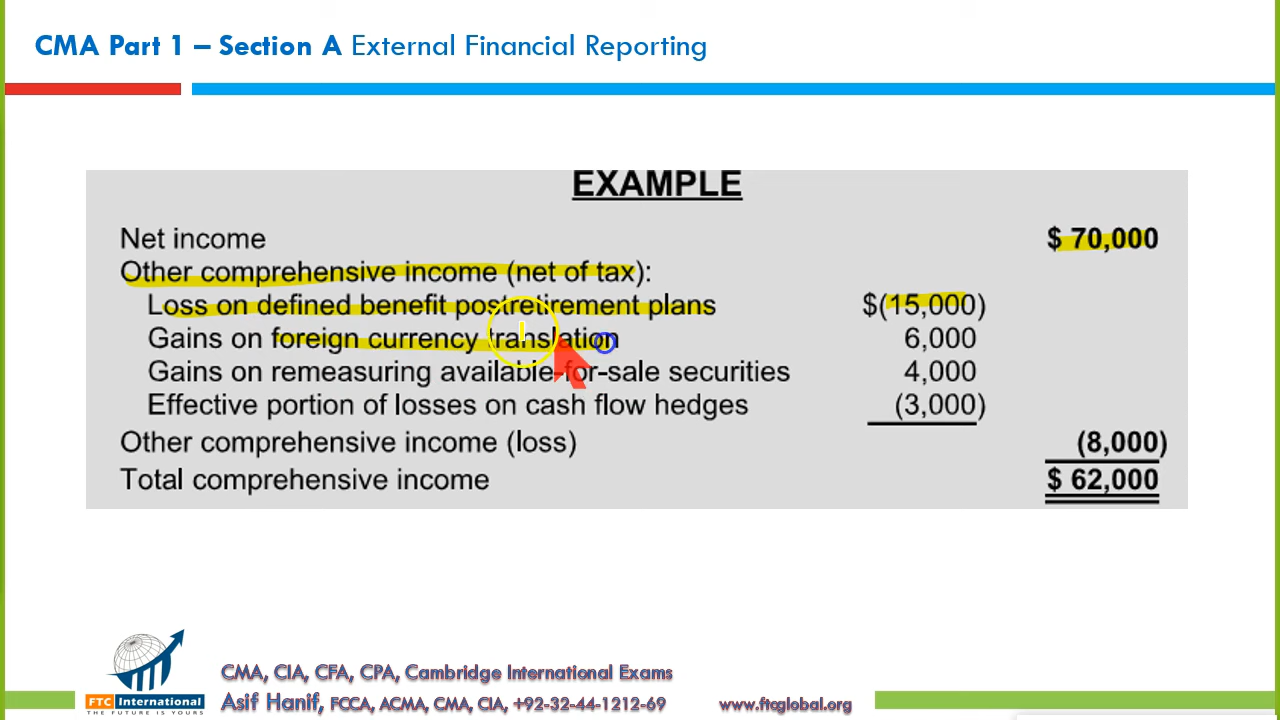 CMA Part 1 – Section A External Financial Reporting
EXAMPLE
Net income $ 70,000
Other comprehensive income (net of tax):
Loss on defined benefit postretirement plans $(15,000)
Gains on foreign currency translation 6,000
Gains on remeasuring available-for-sale securities 4,000
Effective portion of losses on cash flow hedges (3,000)
Other comprehensive income (loss) (8,000)
Total comprehensive income $ 62,000
CMA, CIA, CFA, CPA, Cambridge International Exams
FTC International
THE FUTURE IS YOURS
Asif Hanif, FCCA, ACMA, CMA, CIA, +92-32-44-1212-69 www.ftcglobal.org